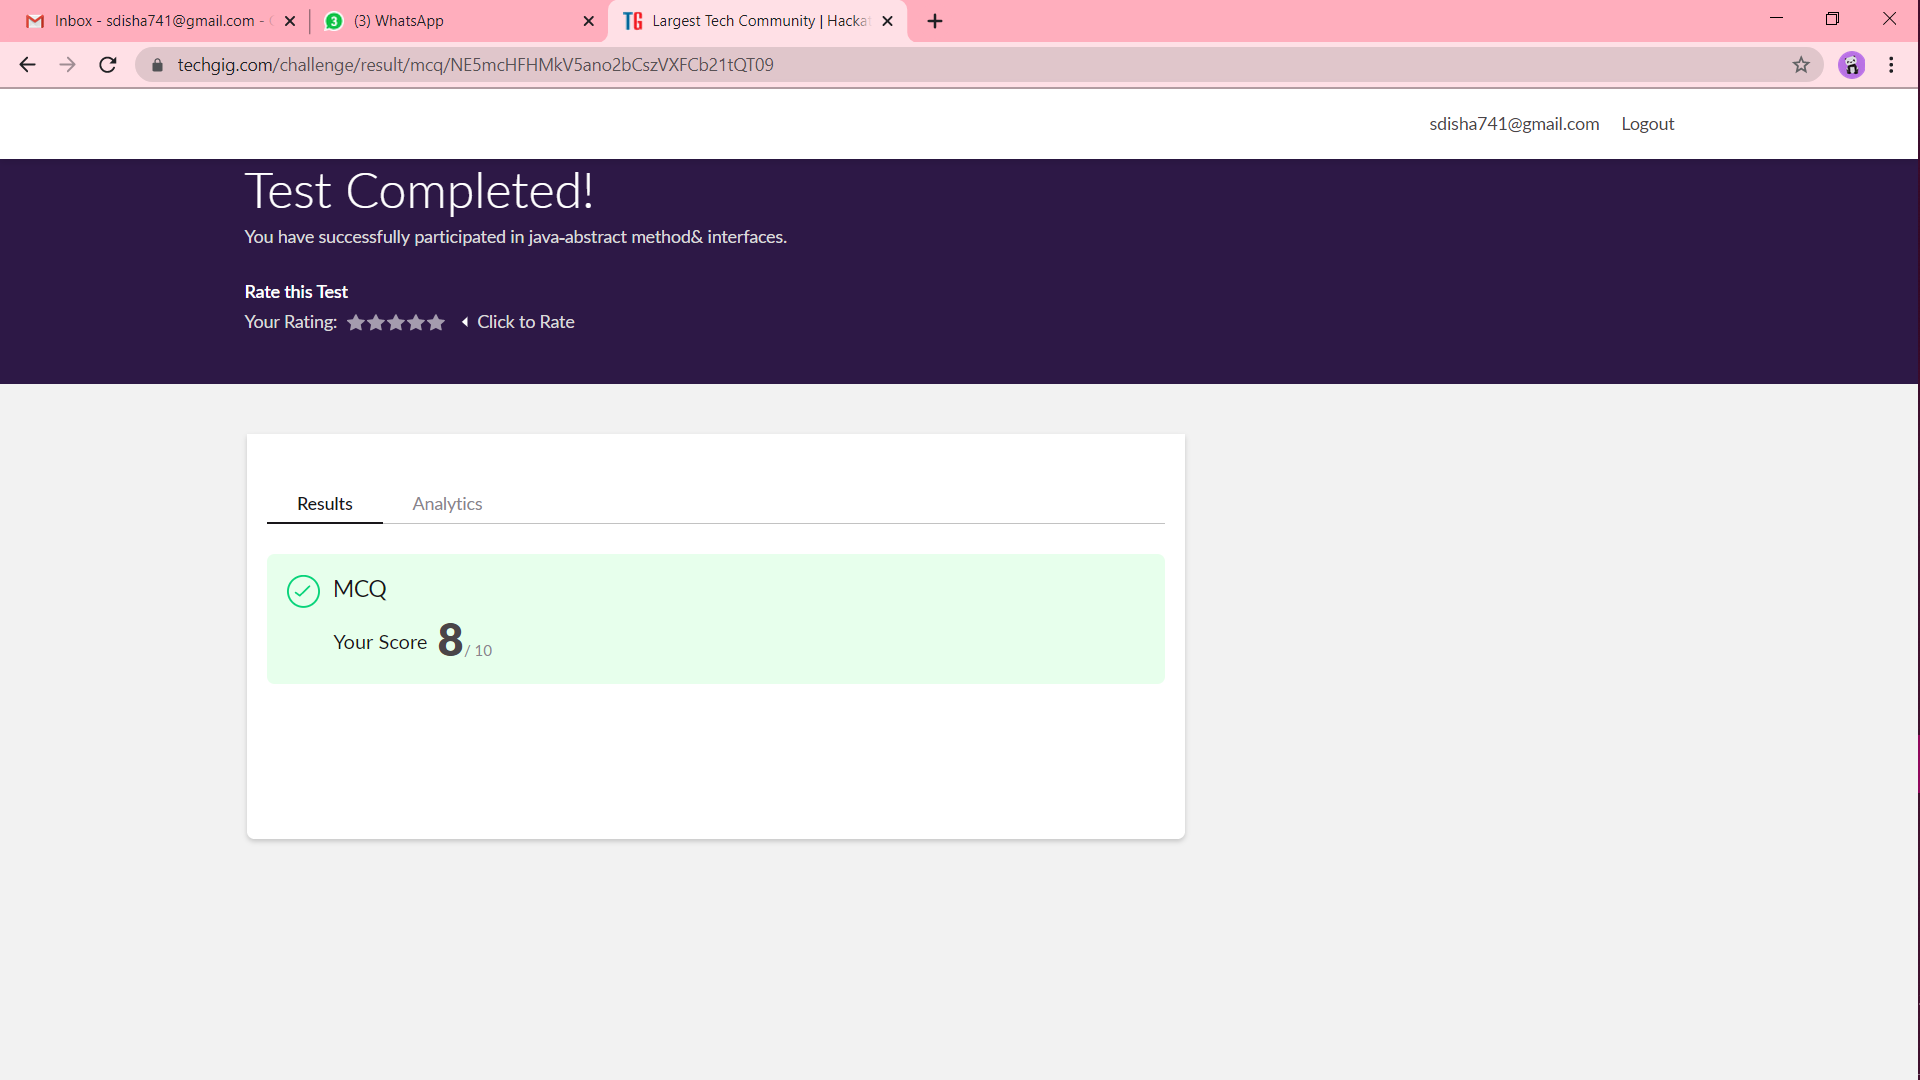 Inbox - sdisha741@gmail.com -
3 (3) WhatsApp
TG Largest Tech Community | Hacka
techgig.com/challenge/result/mcq/NE5mcHFHMkV5ano2bCszVXFCb21tQT09
sdisha741@gmail.com Logout
Test Completed!
You have successfully participated in java-abstract method& interfaces.
Rate this Test
Your Rating: Click to Rate
Results Analytics
MCQ
Your Score 8 / 10